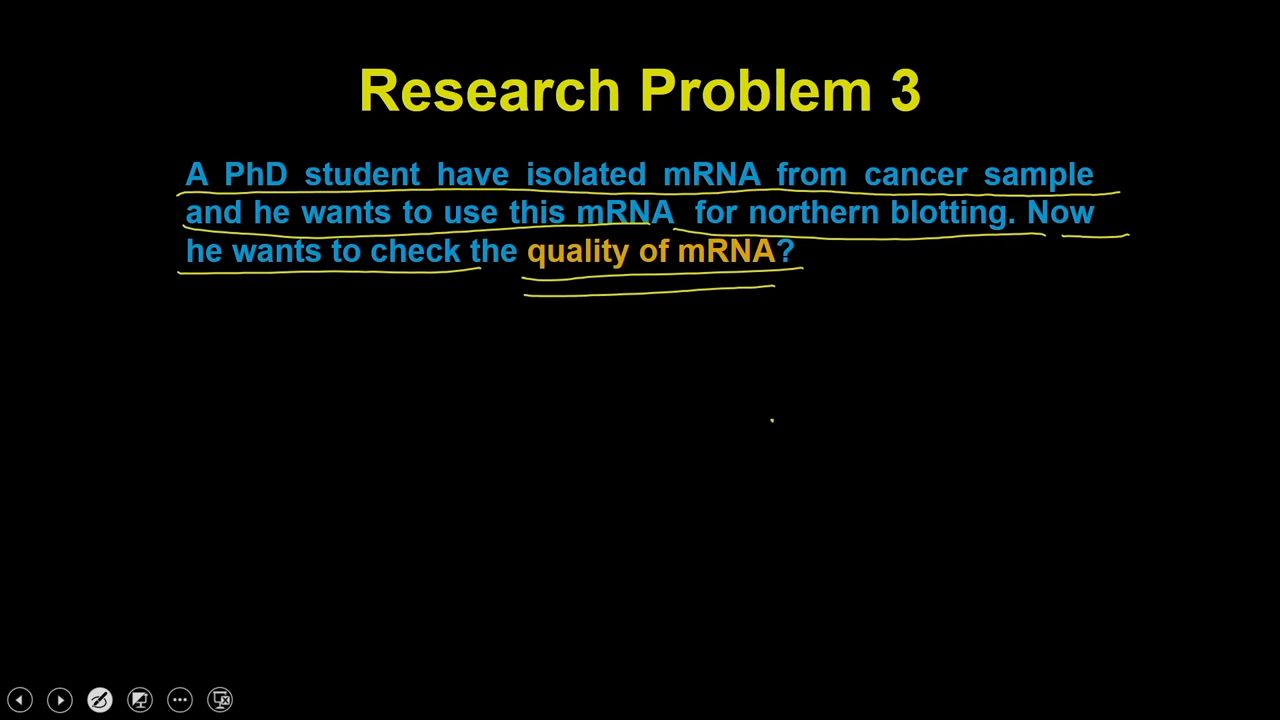 Research Problem 3
A PhD student have isolated mRNA from cancer sample
and he wants to use this mRNA for northern blotting. Now
he wants to check the quality of mRNA?